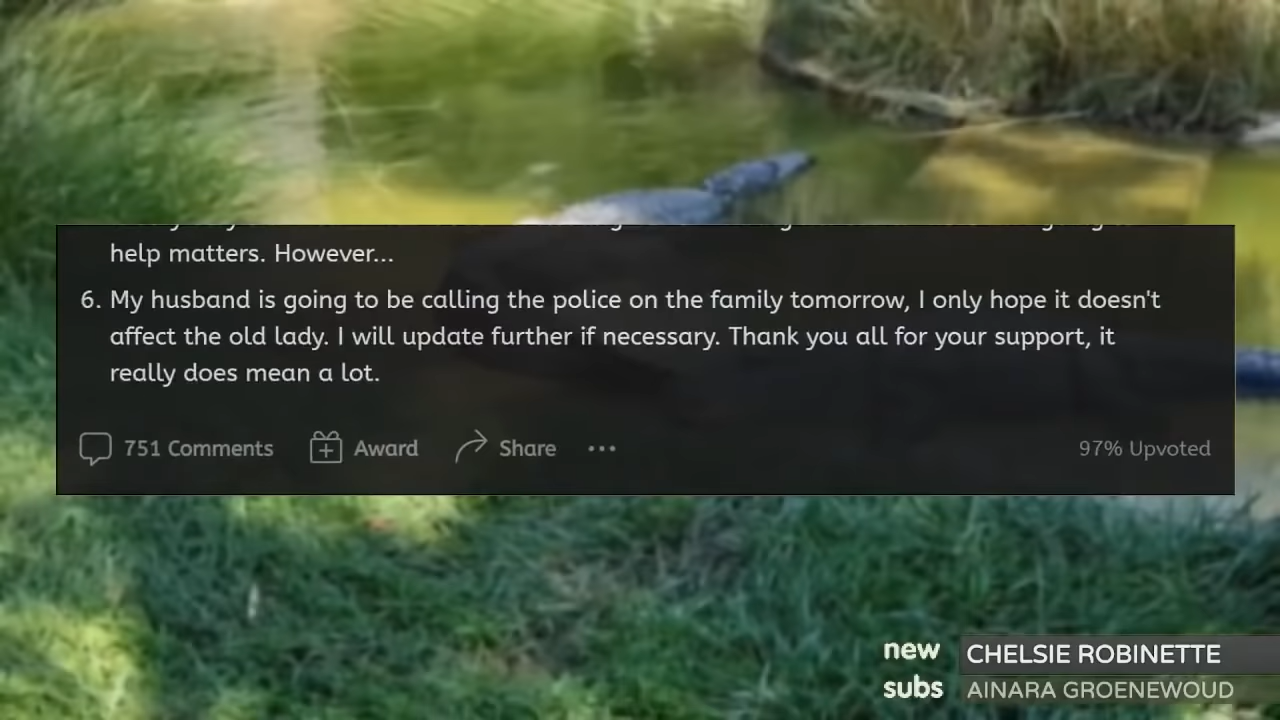 help matters. However...
6. My husband is going to be calling the police on the family tomorrow, I only hope it doesn't
affect the old lady. I will update further if necessary. Thank you all for your support, it
really does mean a lot.
751 Comments Award Share ... 97% Upvoted
new CHELSIE ROBINETTE
subs AINARA GROENEWOUD